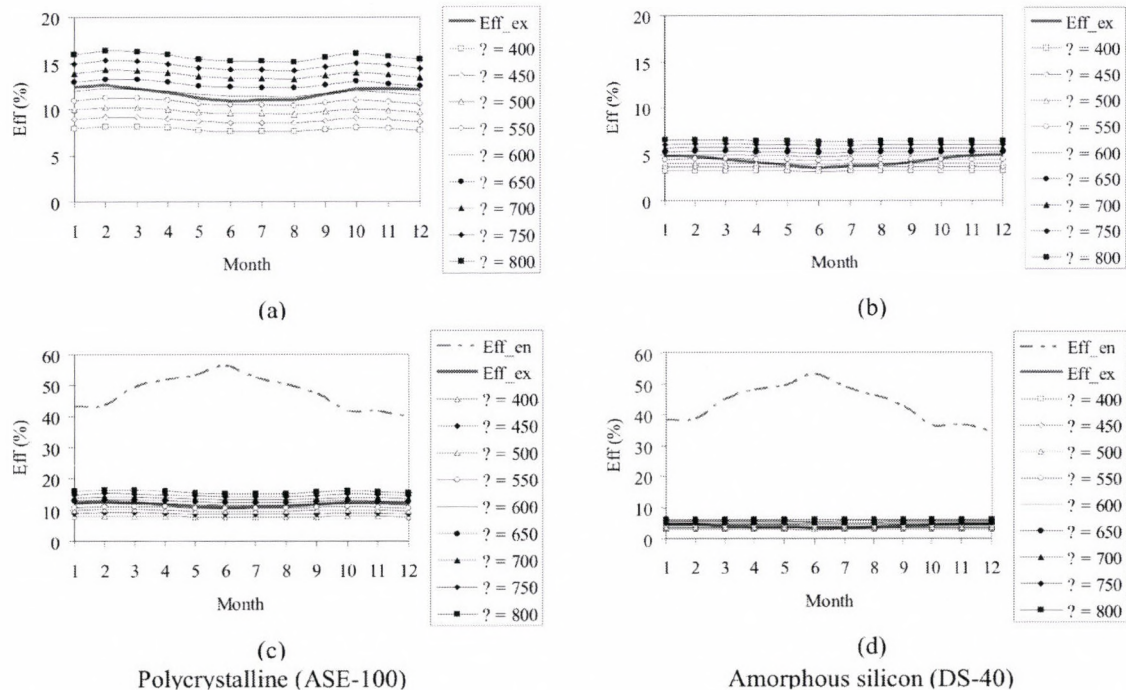 (a)
20
15
10
5
0
Eff (%)
1 2 3 4 5 6 7 8 9 10 11 12
Month
Eff_ex
? = 400
? = 450
? = 500
? = 550
? = 600
? = 650
? = 700
? = 750
? = 800
(a)
(b)
20
15
10
5
0
Eff (%)
1 2 3 4 5 6 7 8 9 10 11 12
Month
Eff_ex
? = 400
? = 450
? = 500
? = 550
? = 600
? = 650
? = 700
? = 750
? = 800
(b)
60
50
40
30
20
10
0
Eff (%)
1 2 3 4 5 6 7 8 9 10 11 12
Month
Eff_en
Eff_ex
? = 400
? = 450
? = 500
? = 550
? = 600
? = 650
? = 700
? = 750
? = 800
(c)
Polycrystalline (ASE-100)
60
50
40
30
20
10
0
Eff (%)
1 2 3 4 5 6 7 8 9 10 11 12
Month
Eff_en
Eff_ex
? = 400
? = 450
? = 500
? = 550
? = 600
? = 650
? = 700
? = 750
? = 800
(d)
Amorphous silicon (DS-40)